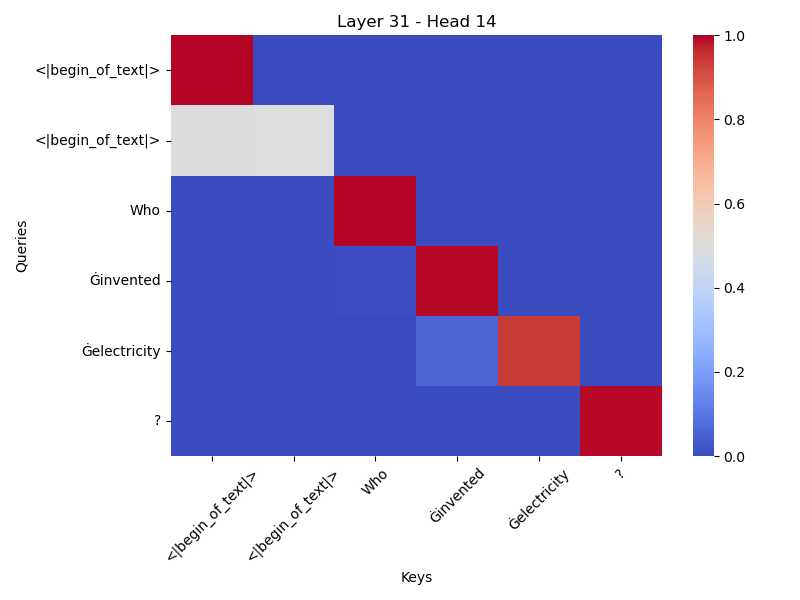 Layer 31 - Head 14
<|begin_of_text|>
<|begin_of_text|>
Who
Ġinvented
Ġelectricity
?
Queries
<|begin_of_text|>
<|begin_of_text|>
Who
Ġinvented
Ġelectricity
?
Keys
1.0
0.8
0.6
0.4
0.2
0.0